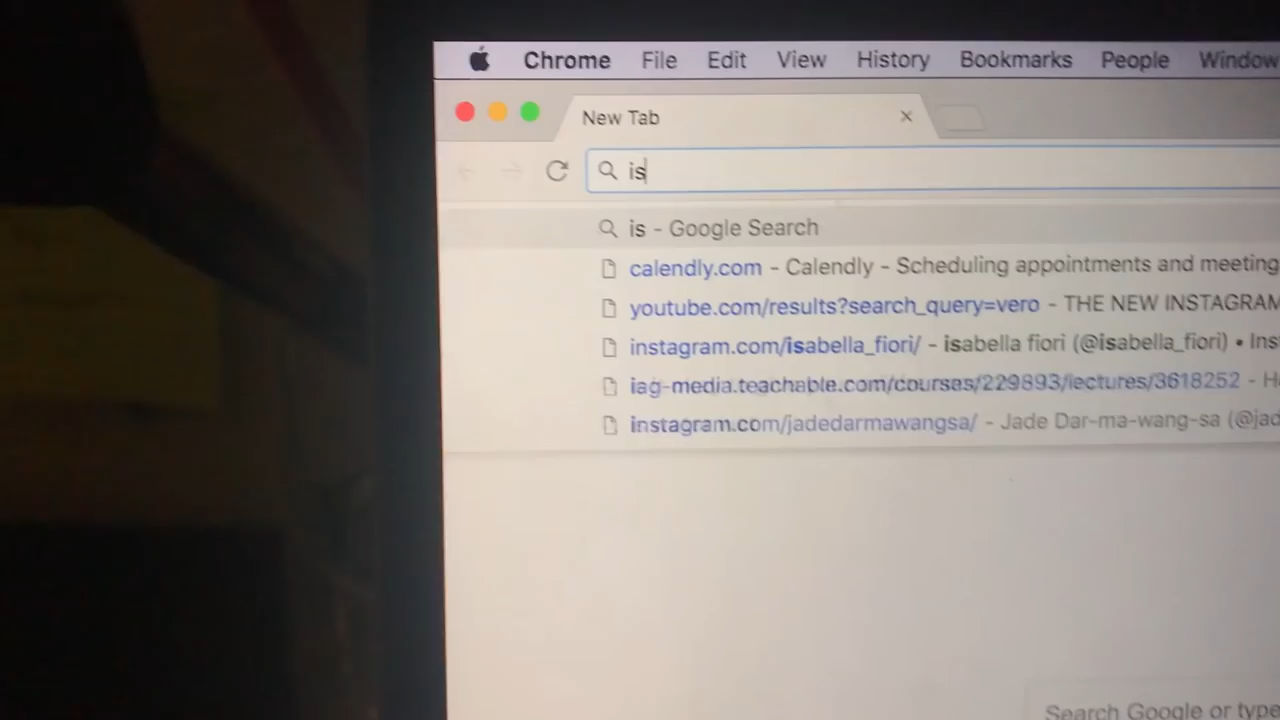 Chrome File Edit View History Bookmarks People Window
New Tab ×
is
is - Google Search
calendly.com - Calendly - Scheduling appointments and meeting
youtube.com/results?search_query=vero - THE NEW INSTAGRAM
instagram.com/isabella_fiori/ - isabella fiori (@isabella_fiori) • Ins
iag-media.teachable.com/courses/229893/lectures/3618252 - H
instagram.com/jadedarmawangsa/ - Jade Dar-ma-wang-sa (@jad
Search Google or type